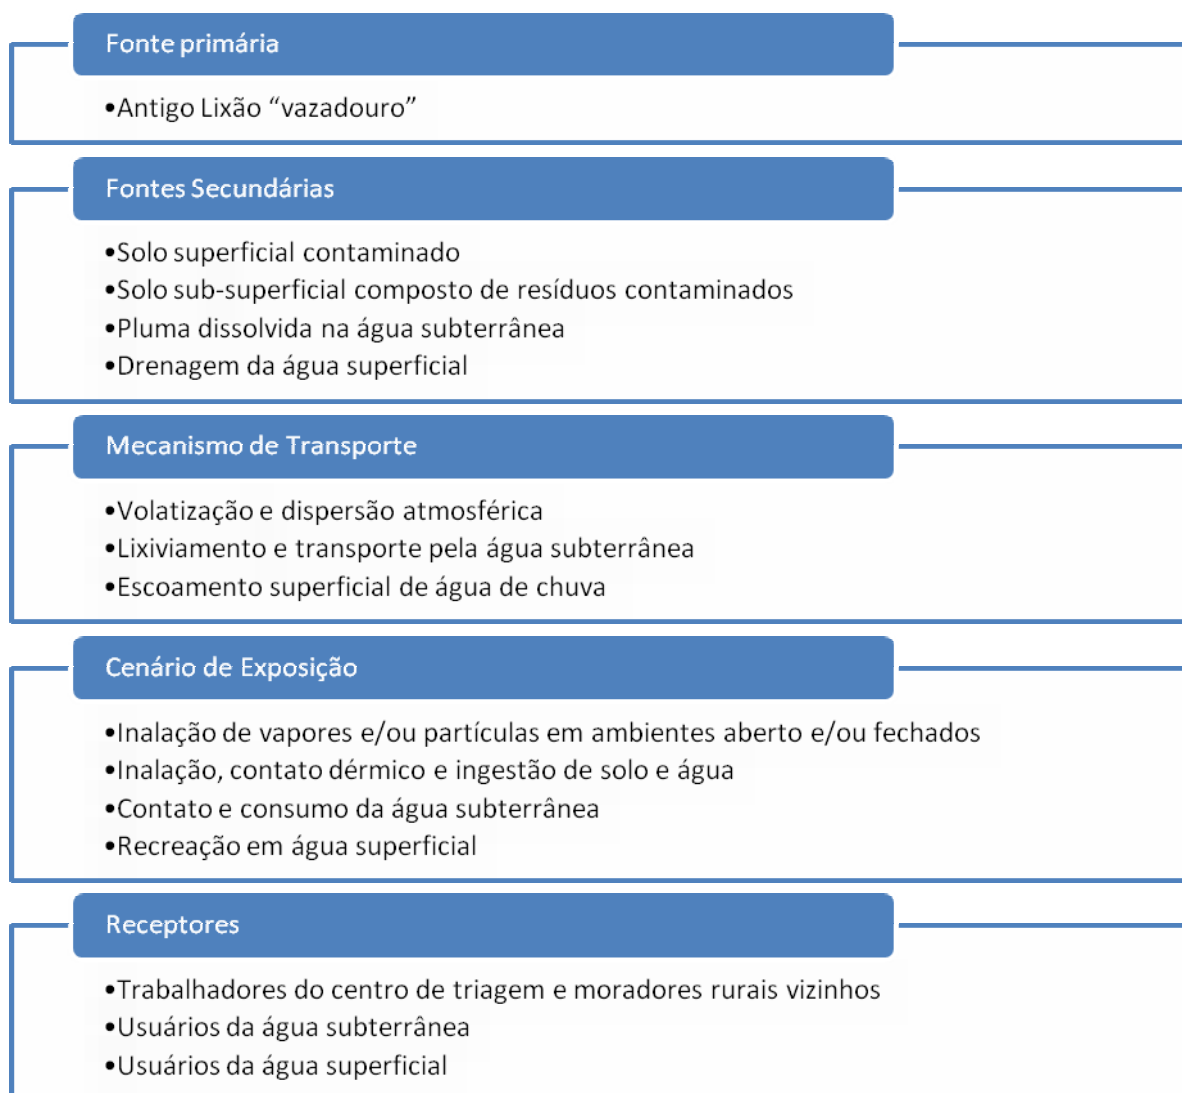 Fonte primária
•Antigo Lixão “vazadouro”
Fontes Secundárias
•Solo superficial contaminado
•Solo sub-superficial composto de resíduos contaminados
•Pluma dissolvida na água subterrânea
•Drenagem da água superficial
Mecanismo de Transporte
•Volatização e dispersão atmosférica
•Lixiviamento e transporte pela água subterrânea
•Escoamento superficial de água de chuva
Cenário de Exposição
•Inalação de vapores e/ou partículas em ambientes aberto e/ou fechados
•Inalação, contato dérmico e ingestão de solo e água
•Contato e consumo da água subterrânea
•Recreação em água superficial
Receptores
•Trabalhadores do centro de triagem e moradores rurais vizinhos
•Usuários da água subterrânea
•Usuários da água superficial